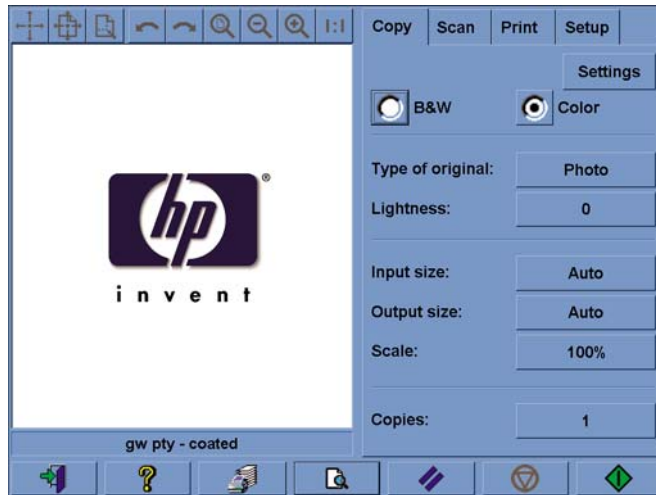 1:1
Copy Scan Print Setup
Settings
B&W Color
Type of original: Photo
Lightness: 0
Input size: Auto
Output size: Auto
Scale: 100%
Copies: 1
hp®
invent
gw pty - coated
?